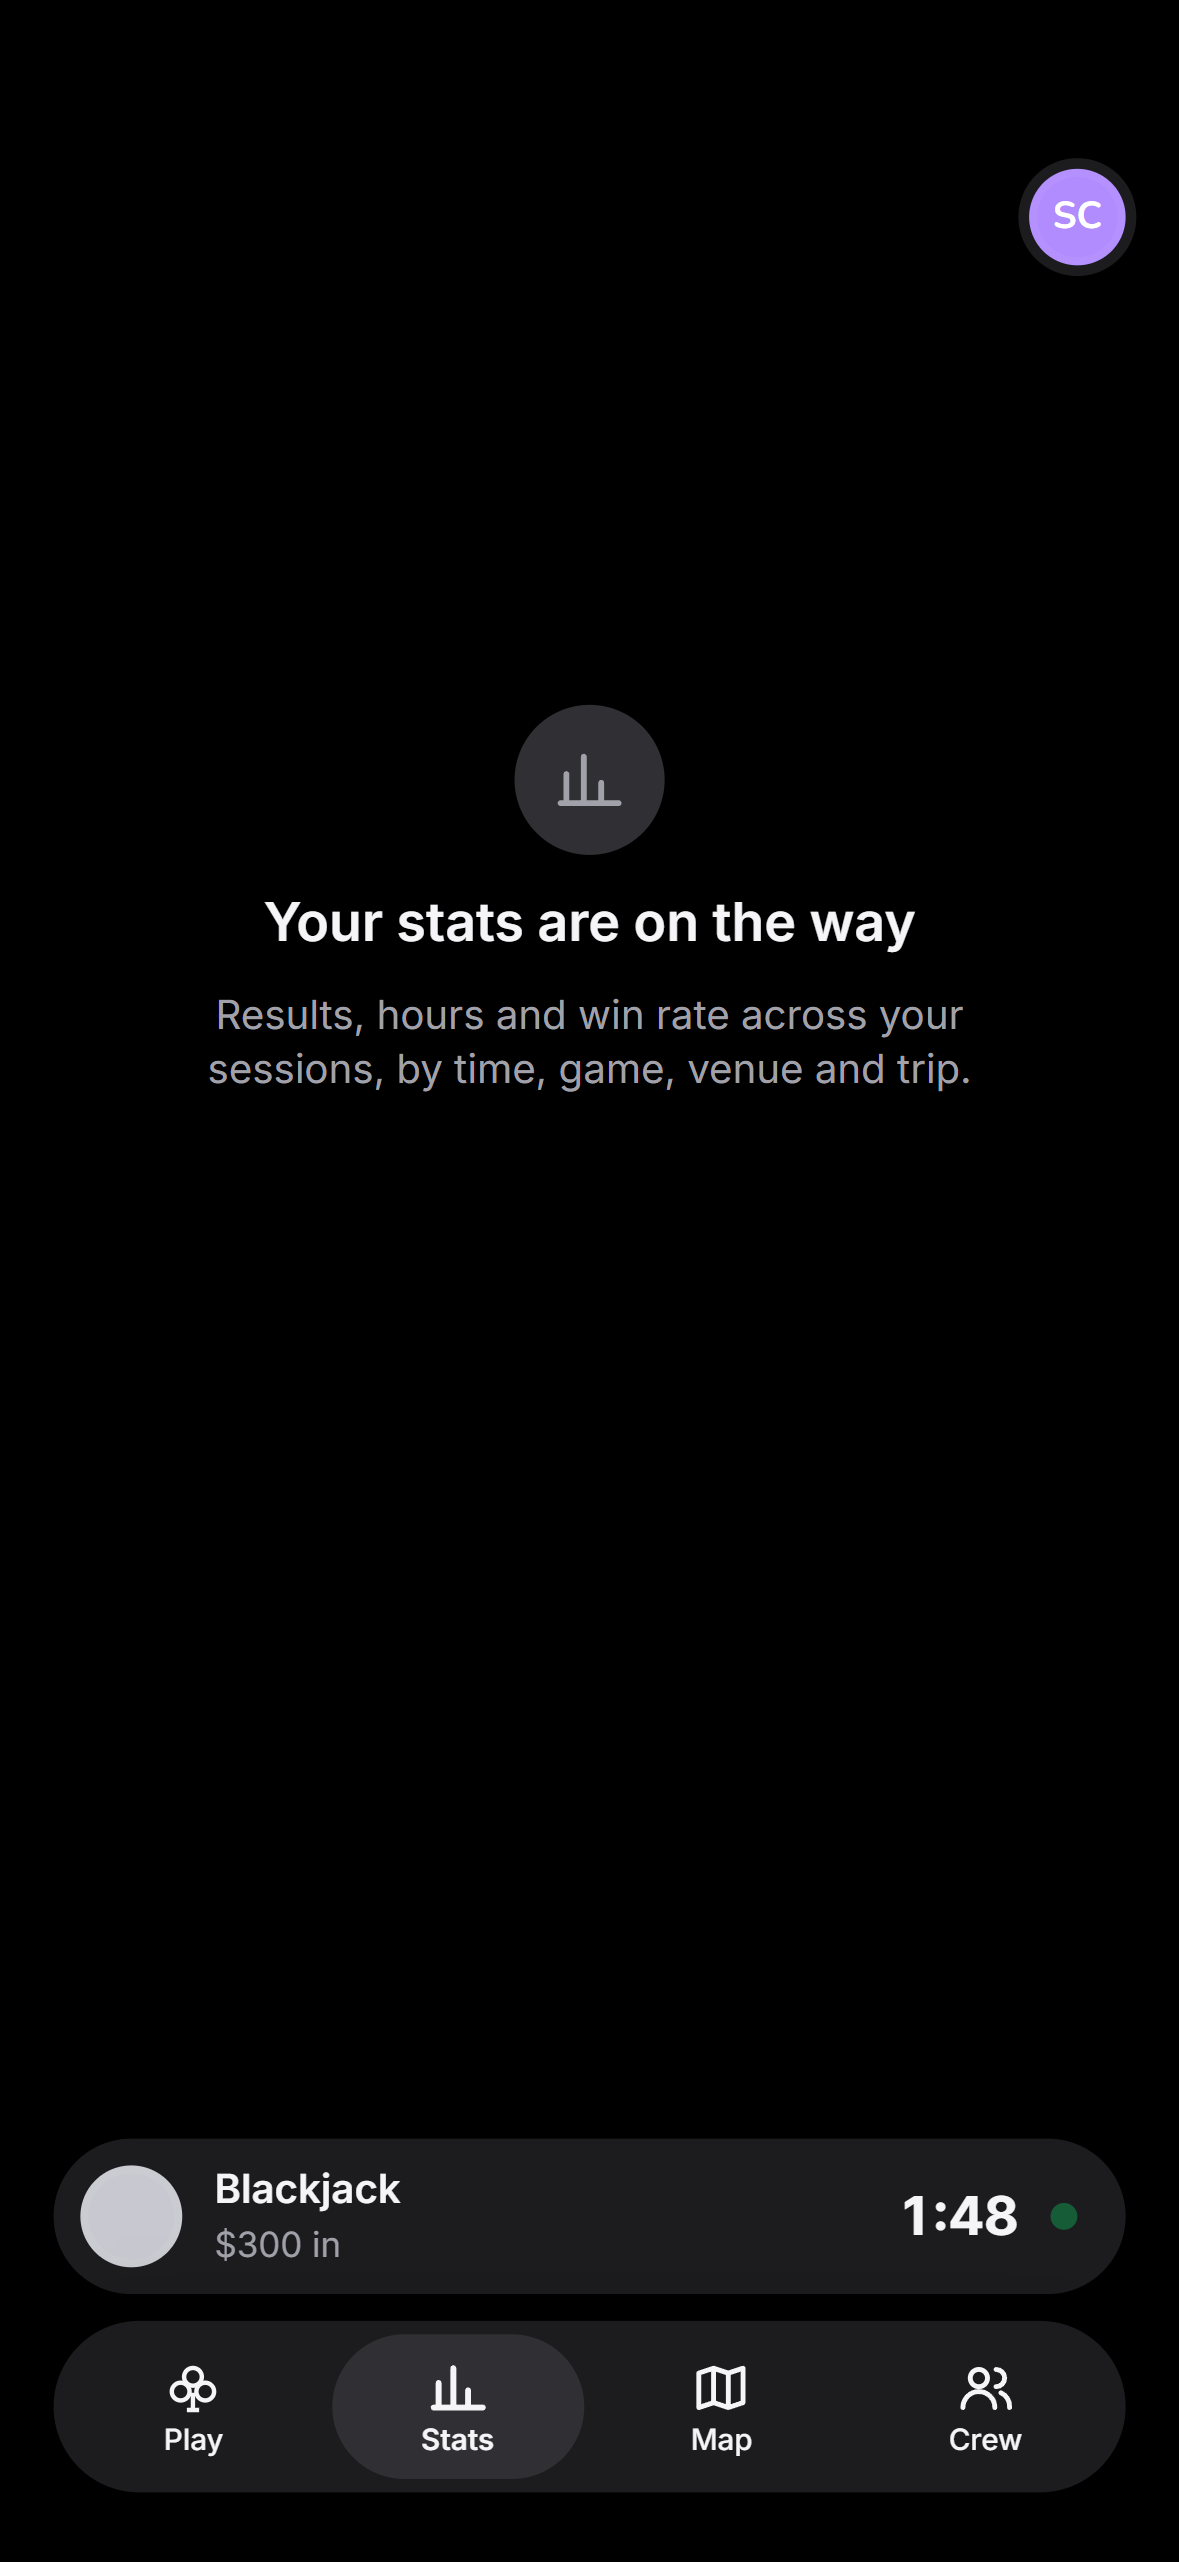 SC
Your stats are on the way
Results, hours and win rate across your
sessions, by time, game, venue and trip.
Blackjack
$300 in
1:48
Play
Stats
Map
Crew